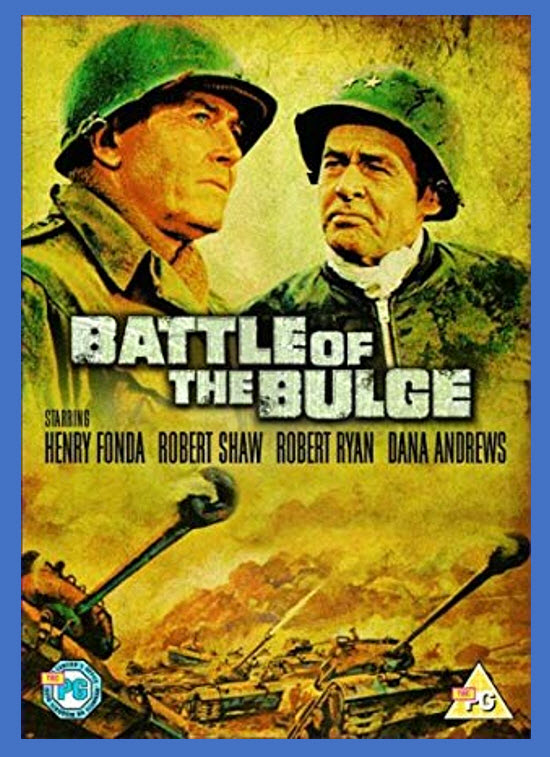 BATTLE OF
THE BULGE
STARRING
HENRY FONDA ROBERT SHAW ROBERT RYAN DANA ANDREWS
PG
PG